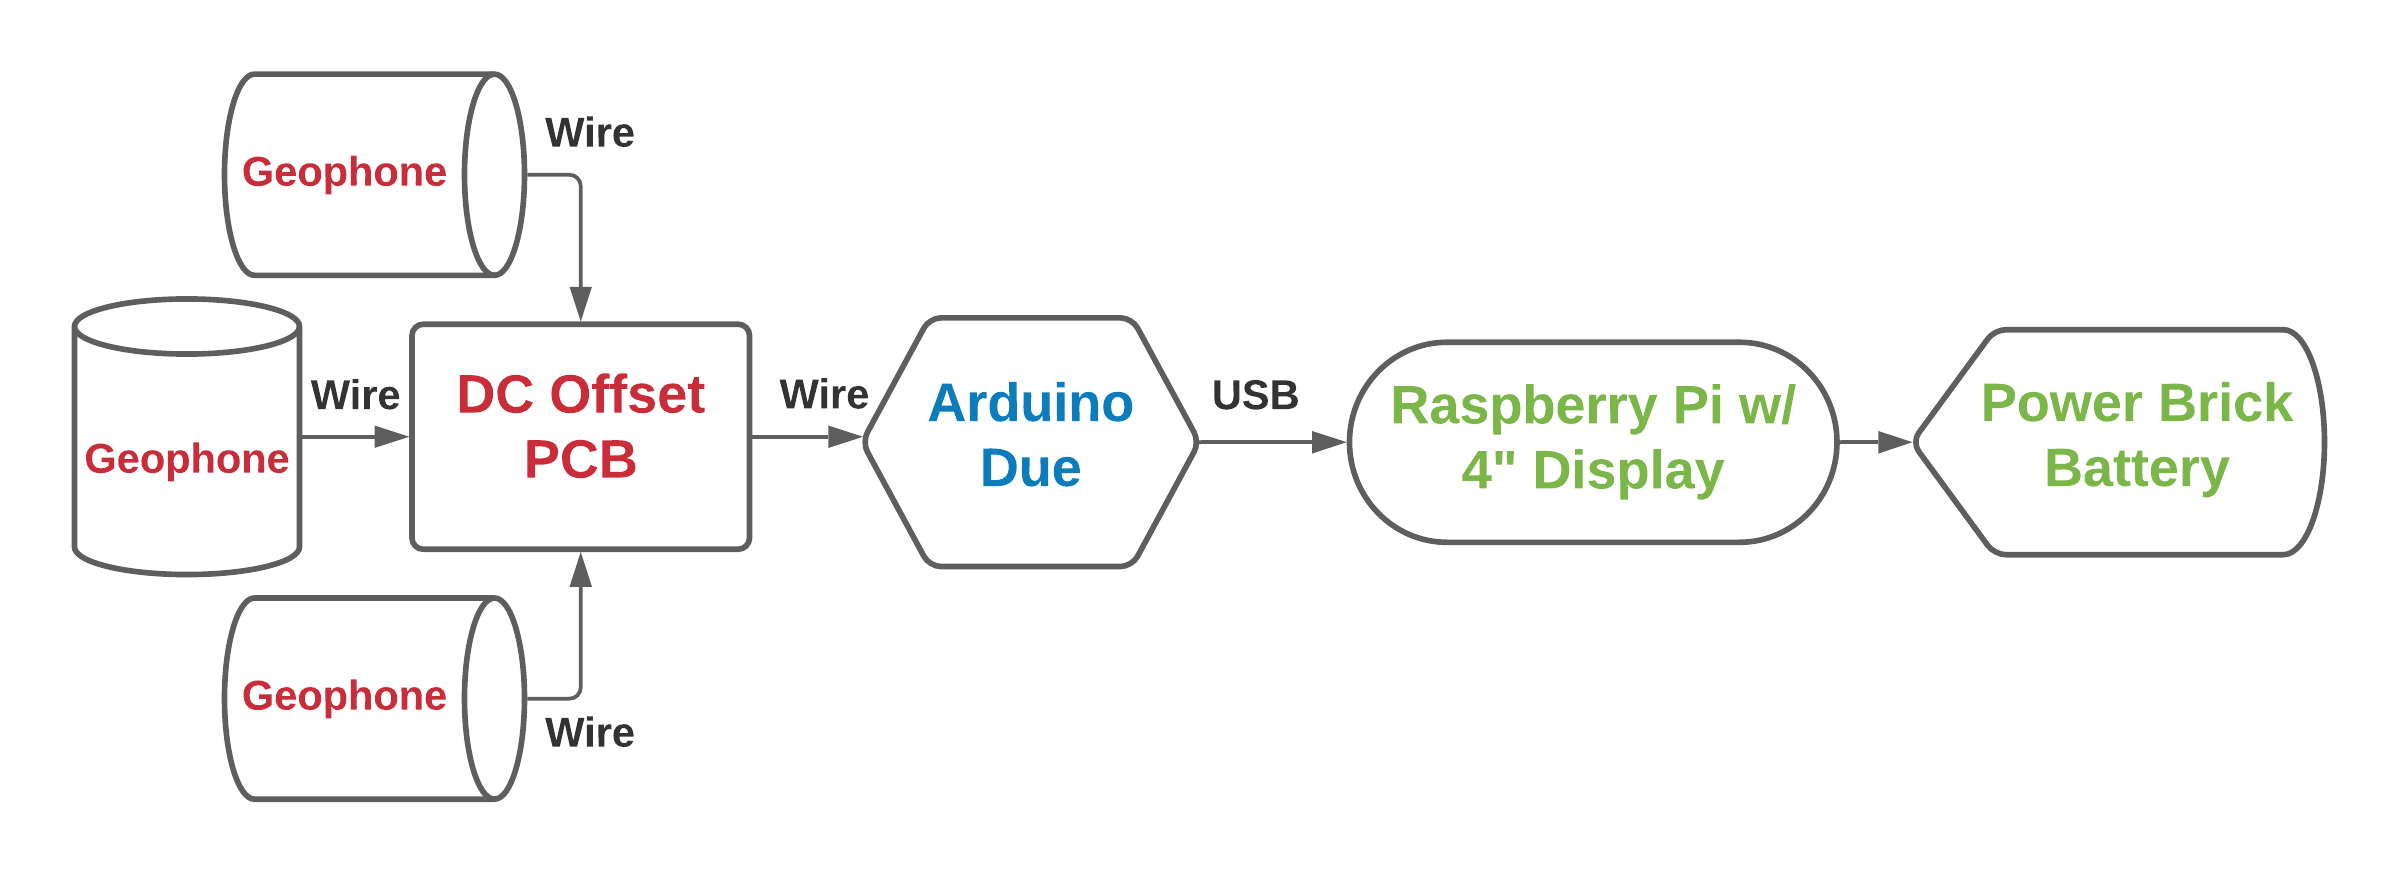 Wire
Geophone
Wire
Geophone
DC Offset
PCB
Wire
Arduino
Due
USB
Raspberry Pi w/
4" Display
Power Brick
Battery
Geophone
Wire